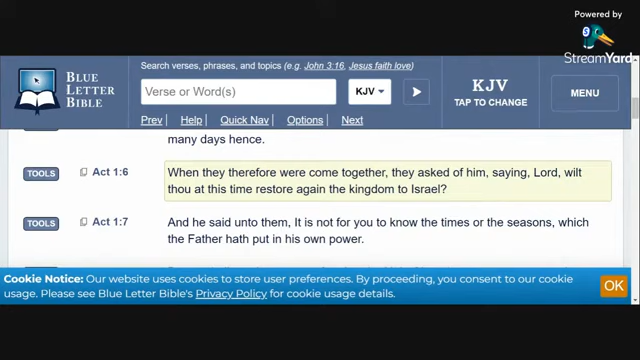 Powered by
StreamYard
Search verses, phrases, and topics (e.g. John 3:16, Jesus faith love)
BLUE
LETTER
BIBLE
Verse or Word(s)
KJV
KJV
TAP TO CHANGE
MENU
Prev
Help
Quick Nav
Options
Next
many days hence.
TOOLS
Act 1:6
When they therefore were come together, they asked of him, saying, Lord, wilt
thou at this time restore again the kingdom to Israel?
TOOLS
Act 1:7
And he said unto them, It is not for you to know the times or the seasons, which
the Father hath put in his own power.
Cookie Notice: Our website uses cookies to store user preferences. By proceeding, you consent to our cookie
usage. Please see Blue Letter Bible's Privacy Policy for cookie usage details.
OK